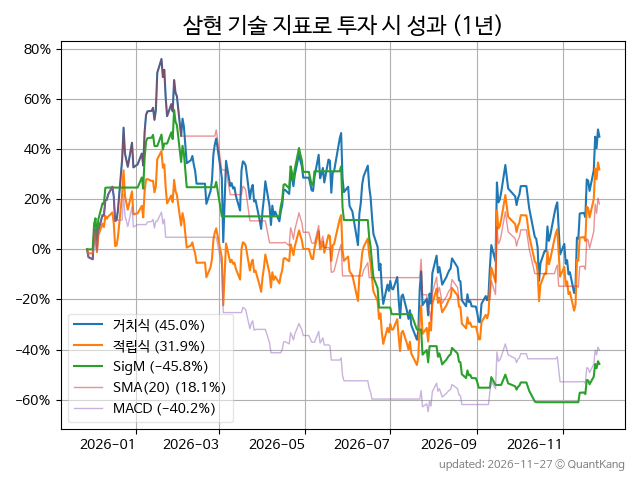 삼현 기술 지표로 투자 시 성과 (1년)
80%
60%
40%
20%
0%
−20%
−40%
−60%
거치식 (45.0%)
적립식 (31.9%)
SigM (−45.8%)
SMA(20) (18.1%)
MACD (−40.2%)
2026-01 2026-03 2026-05 2026-07 2026-09 2026-11
updated: 2026-11-27 ⓒ QuantKang